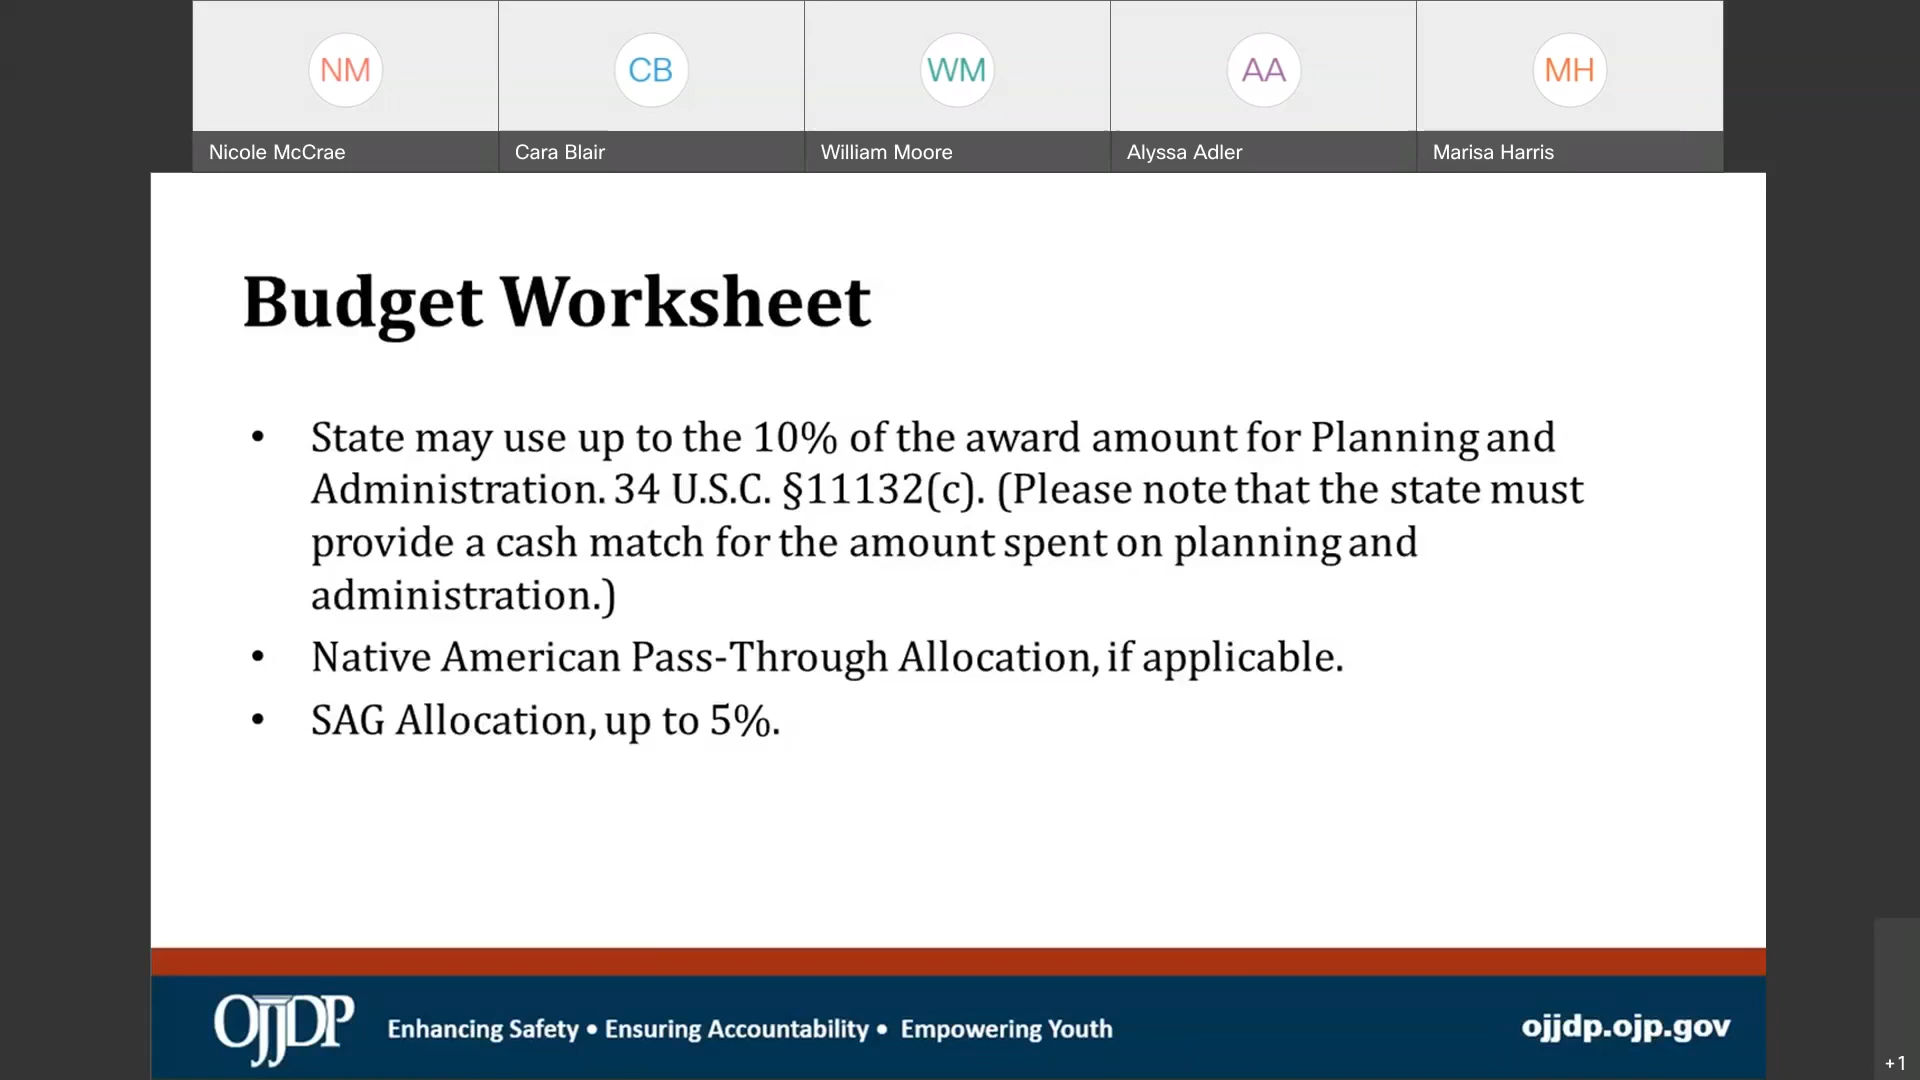 NM
CB
WM
AA
MH
Nicole McCrae
Cara Blair
William Moore
Alyssa Adler
Marisa Harris
Budget Worksheet
• State may use up to the 10% of the award amount for Planning and
Administration. 34 U.S.C. §11132(c). (Please note that the state must
provide a cash match for the amount spent on planning and
administration.)
• Native American Pass-Through Allocation, if applicable.
• SAG Allocation, up to 5%.
OJJDP
Enhancing Safety • Ensuring Accountability • Empowering Youth
ojjdp.ojp.gov
+1